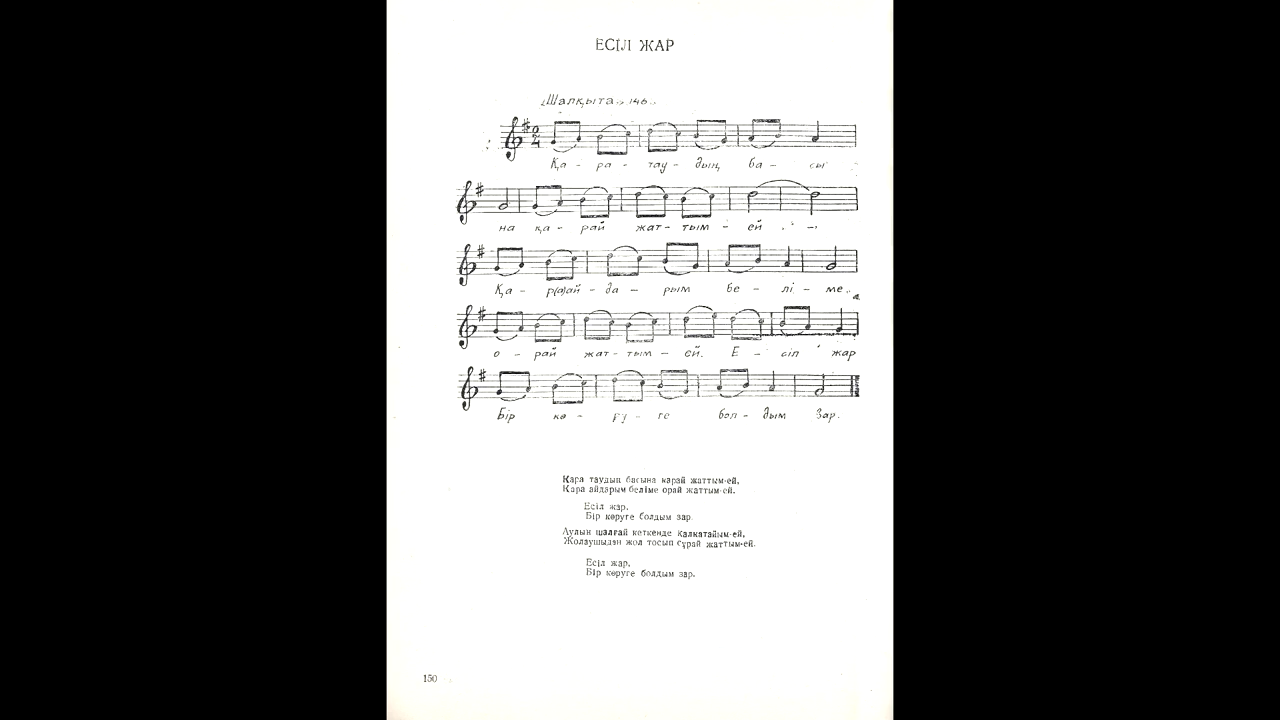 ЕСІЛ ЖАР
„Шалқыта" 146
Қа - ра - тау - дың ба - сы
на қа - рай жат - тым - ей
Қа - р(а)ай - да - рым бе - лі - ме
о - рай жат - тым - ей. Е - сіл жар
Бір кө - ру - ге бол - дым зар.
Қара таудың басына қарай жаттым-ей,
Қара айдарым беліме орай жаттым-ей.
Есіл жар,
Бір көруге болдым зар.
Аулын шалғай кеткенде қалқатайым-ей,
Жолаушыдан жол тосып сұрай жаттым-ей.
Есіл жар,
Бір көруге болдым зар.
150